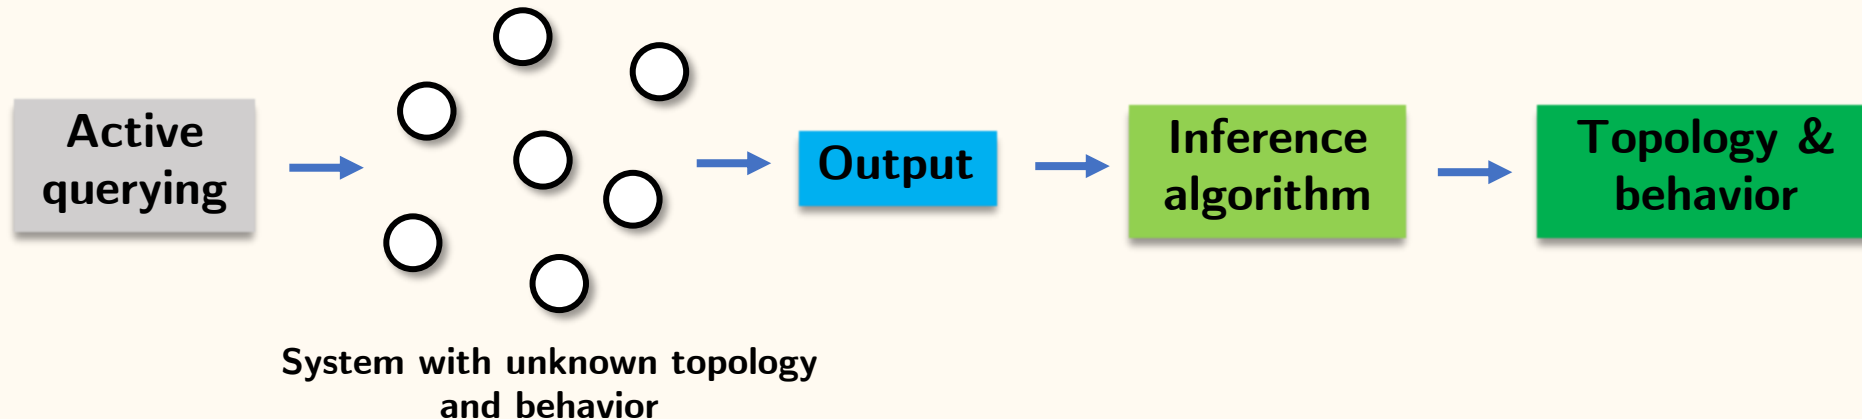 Active
querying
Output
Inference
algorithm
Topology &
behavior
System with unknown topology
and behavior